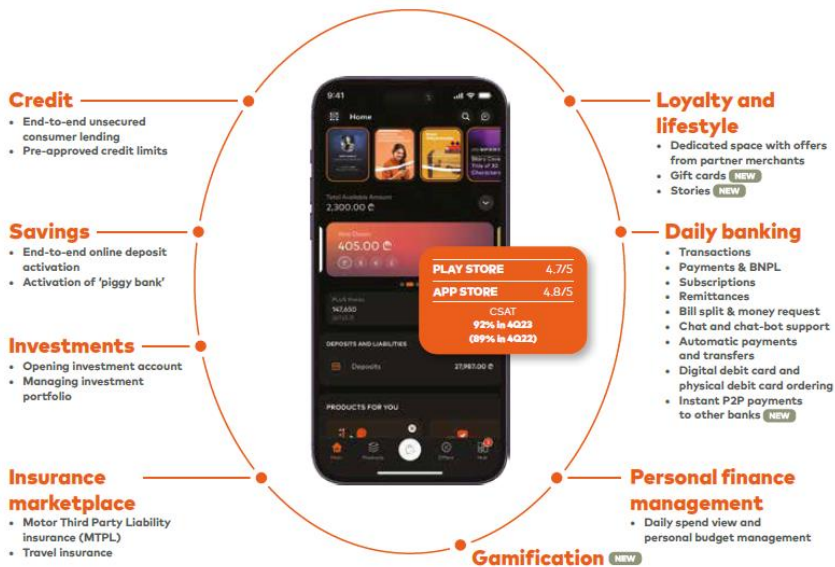 Credit
• End-to-end unsecured
consumer lending
• Pre-approved credit limits
Savings
• End-to-end online deposit
activation
• Activation of ‘piggy bank’
Investments
• Opening investment account
• Managing investment
portfolio
Insurance
marketplace
• Motor Third Party Liability
insurance (MTPL)
• Travel insurance
9:41
Home
Total Available Amount
2,300.00 ₾
405.00 ₾
147,650
DEPOSITS AND LIABILITIES
Deposits
27,987.00 ₾
PRODUCTS FOR YOU
Offers
PLAY STORE 4.7/5
APP STORE 4.8/5
CSAT
92% in 4Q23
(89% in 4Q22)
Loyalty and
lifestyle
• Dedicated space with offers
from partner merchants
• Gift cards NEW
• Stories NEW
Daily banking
• Transactions
• Payments & BNPL
• Subscriptions
• Remittances
• Bill split & money request
• Chat and chat-bot support
• Automatic payments
and transfers
• Digital debit card and
physical debit card ordering
• Instant P2P payments
to other banks NEW
Personal finance
management
• Daily spend view and
personal budget management
Gamification NEW